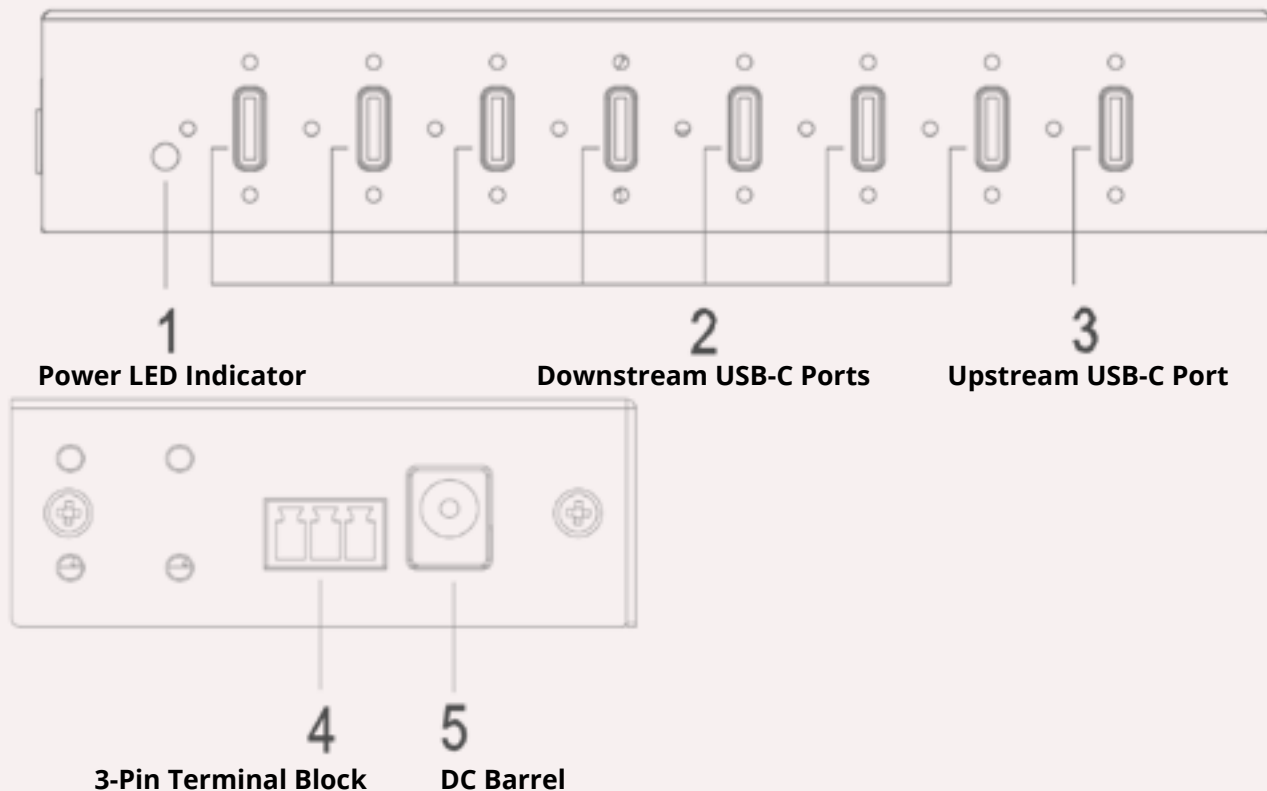 1 2 3
Power LED Indicator Downstream USB-C Ports Upstream USB-C Port
4 5
3-Pin Terminal Block DC Barrel